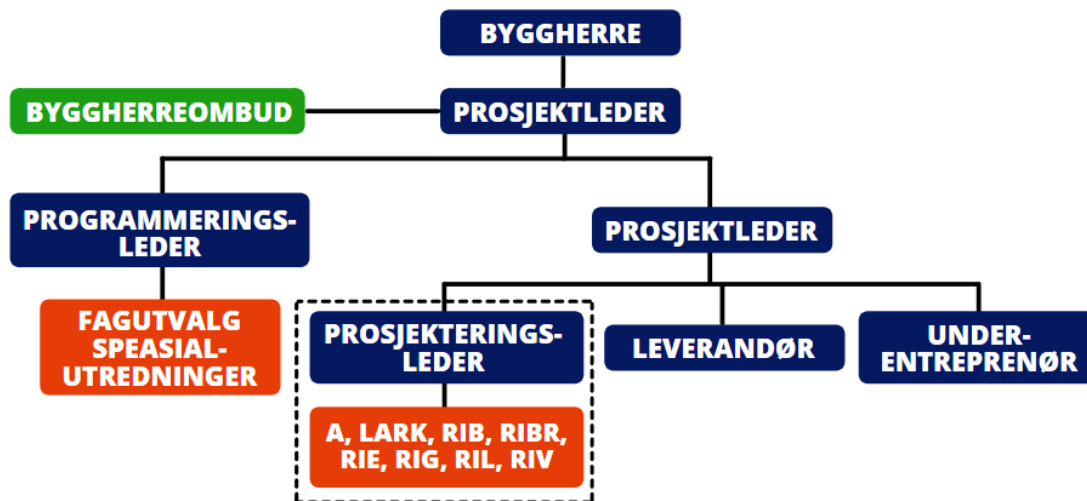 BYGGHERRE
BYGGHERREOMBUD
PROSJEKTLEDER
PROGRAMMERINGS-
LEDER
PROSJEKTLEDER
FAGUTVALG
SPEASIAL-
UTREDNINGER
PROSJEKTERINGS-
LEDER
LEVERANDØR
UNDER-
ENTREPRENØR
A, LARK, RIB, RIBR,
RIE, RIG, RIL, RIV